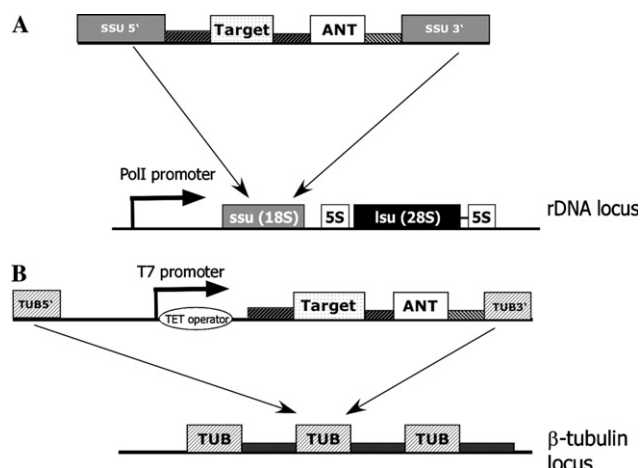 A
SSU 5' Target ANT SSU 3'
PolI promoter
ssu (18S) 5S lsu (28S) 5S
rDNA locus
B
T7 promoter
TUB5' TET operator Target ANT TUB3'
TUB TUB TUB
β-tubulin
locus